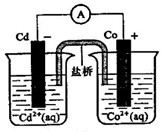 A
Cd − Co +
盐桥
Cd²⁺(aq) Co²⁺(aq)